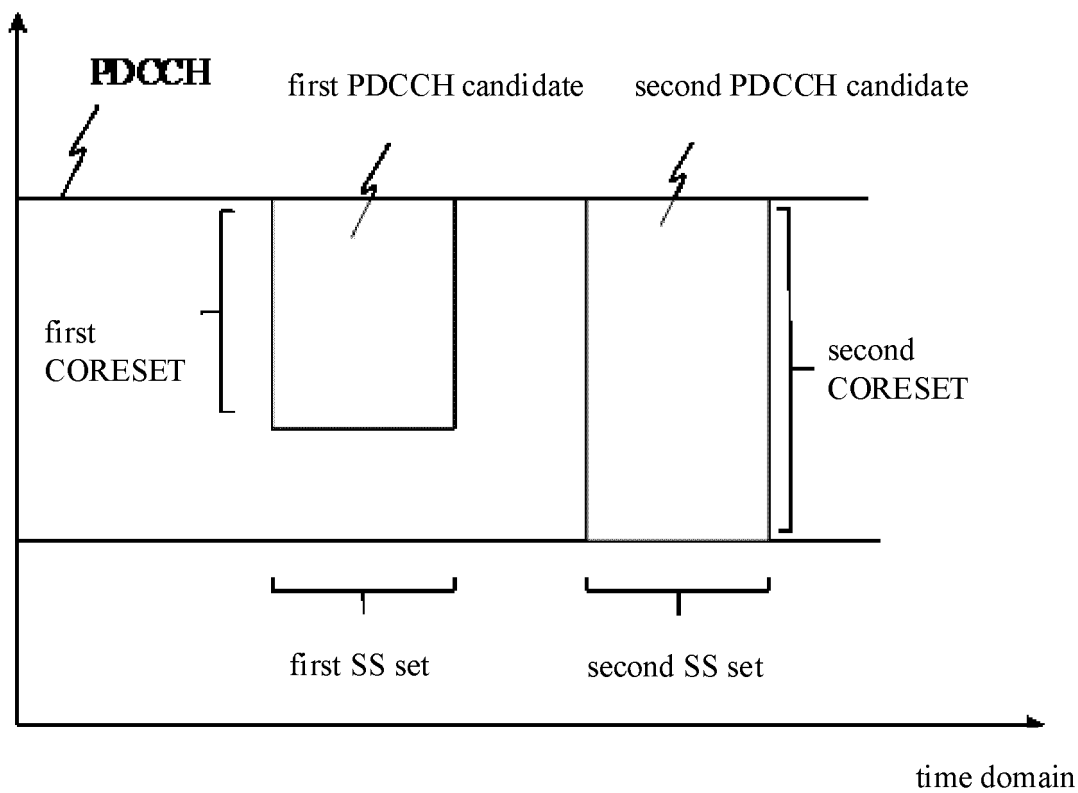 PDCCH
first PDCCH candidate
second PDCCH candidate
first
CORESET
second
CORESET
first SS set
second SS set
time domain